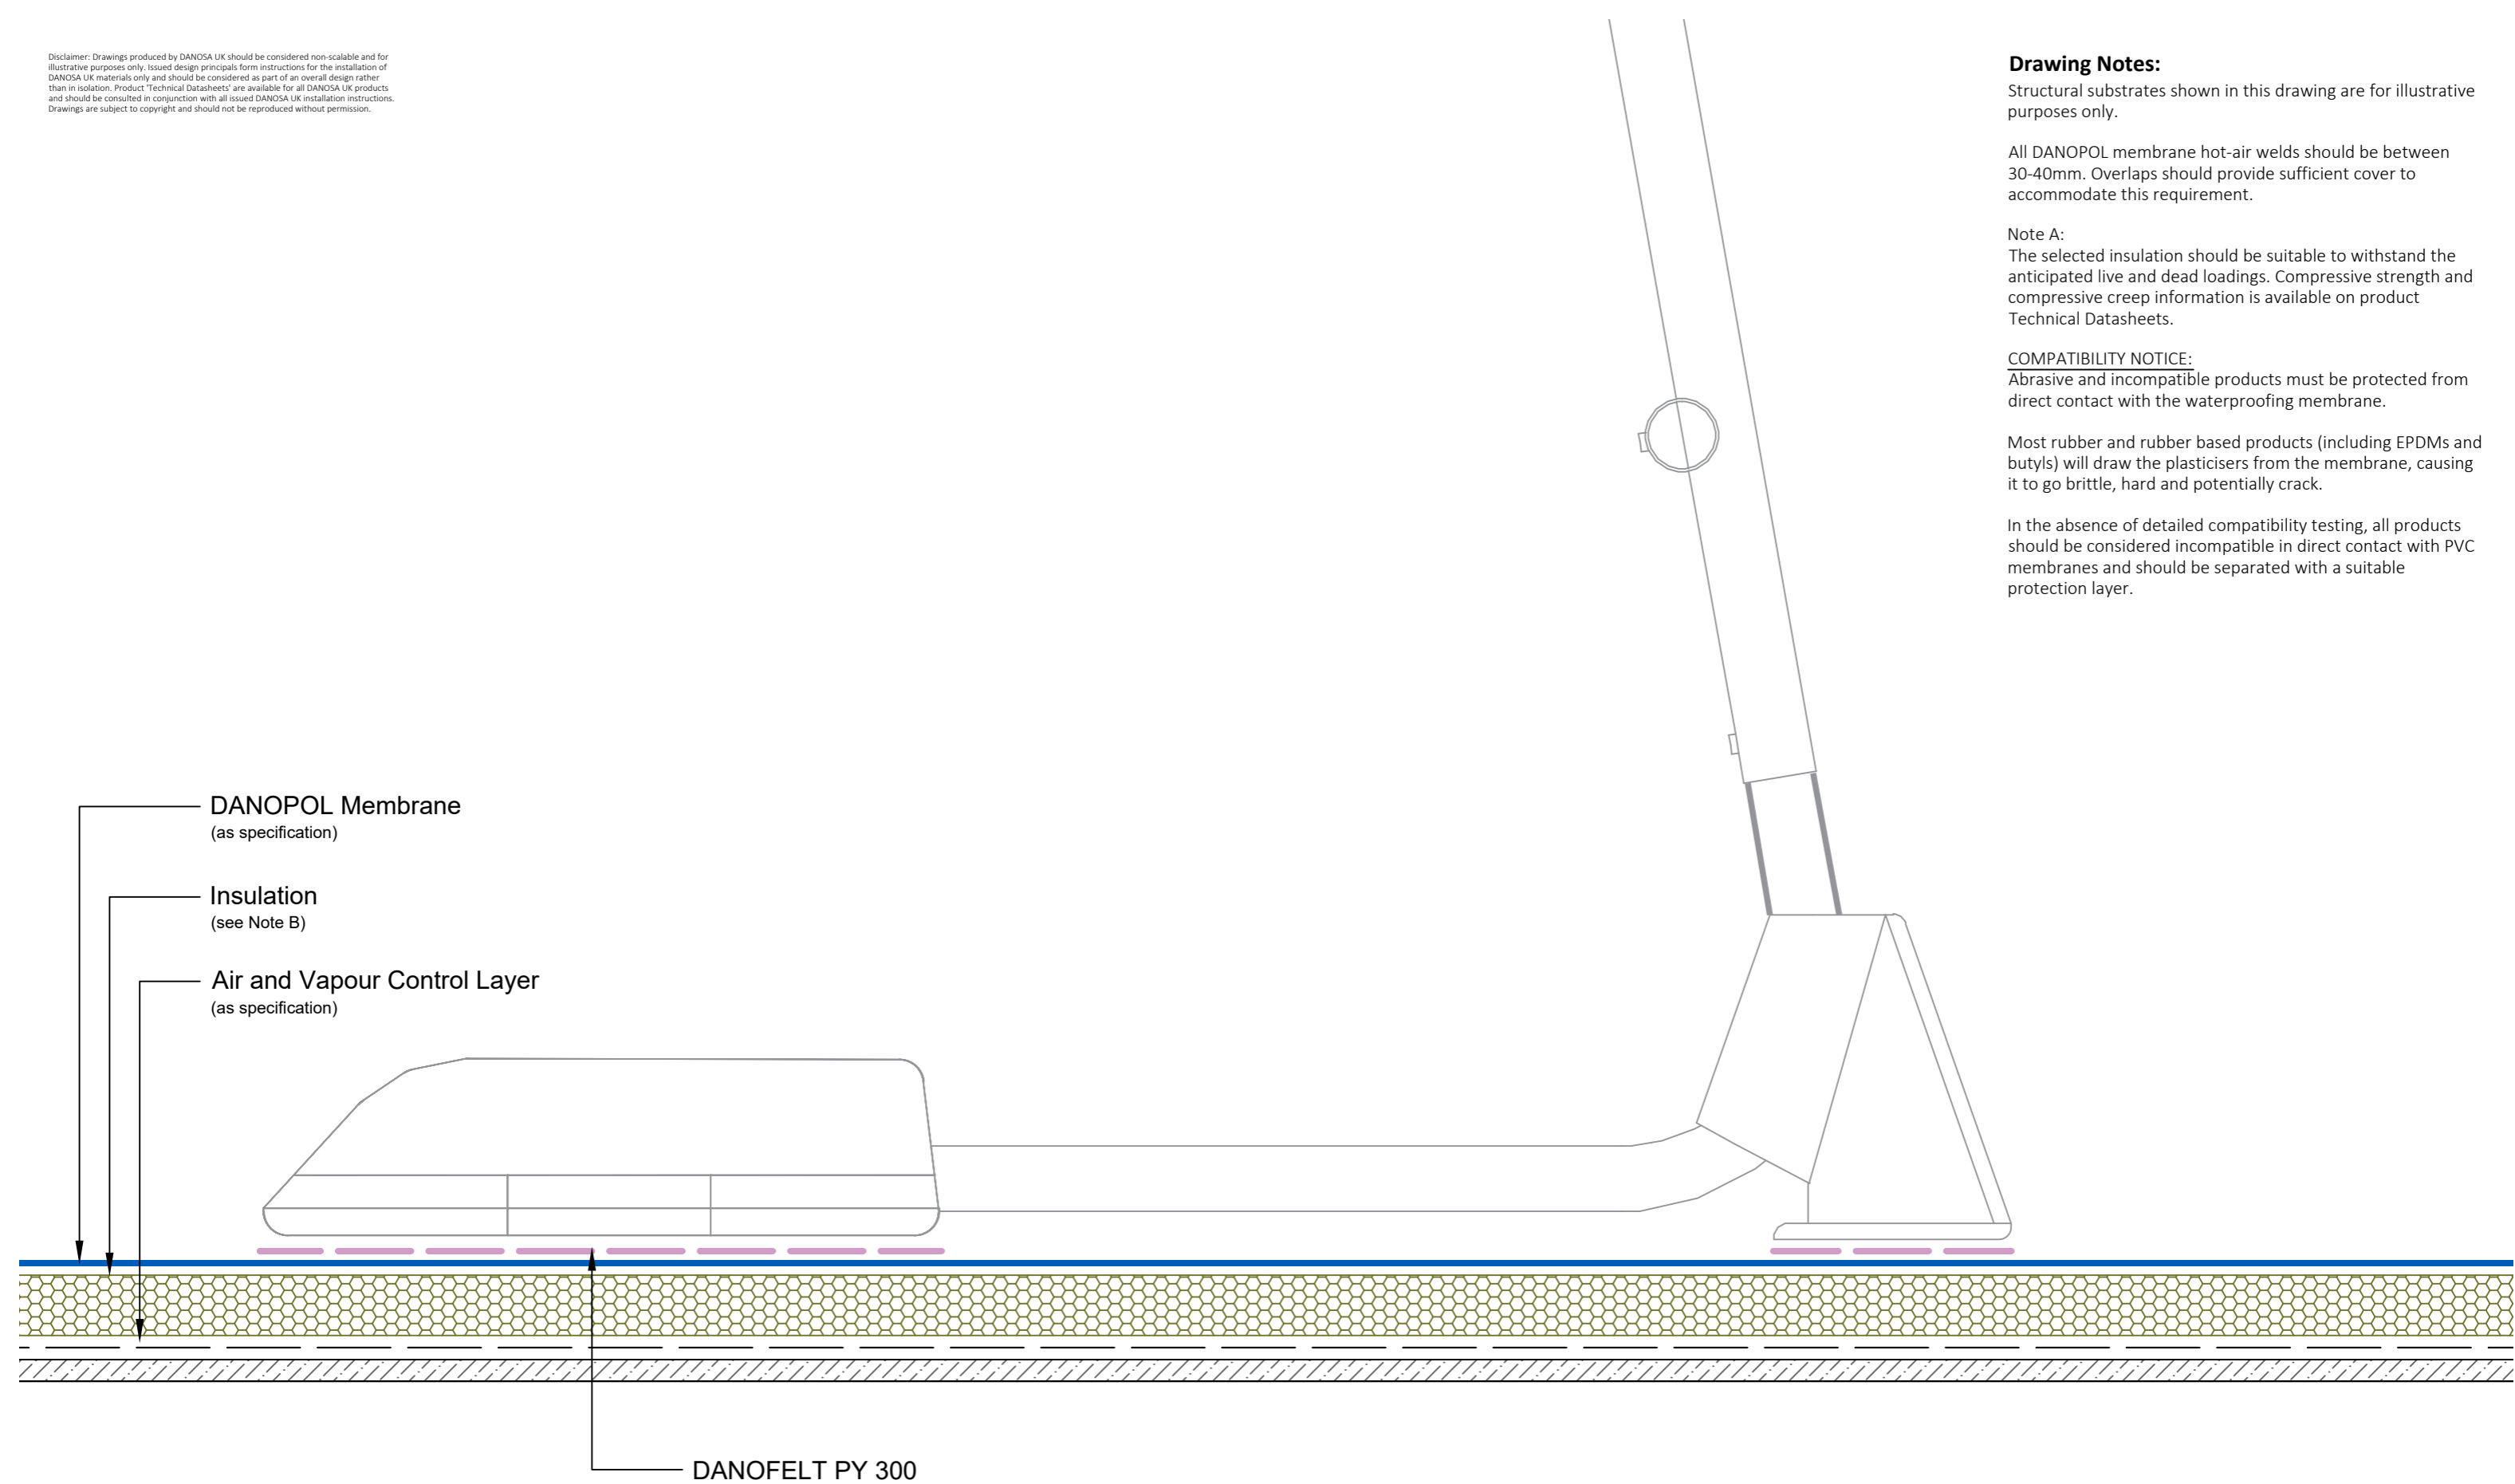 Disclaimer: Drawings produced by DANOSA UK should be considered non-scalable and for
illustrative purposes only. Issued design principals form instructions for the installation of
DANOSA UK materials only and should be considered as part of an overall design rather
than in isolation. Product 'Technical Datasheets' are available for all DANOSA UK products
and should be consulted in conjunction with all issued DANOSA UK installation instructions.
Drawings are subject to copyright and should not be reproduced without permission.
Drawing Notes:
Structural substrates shown in this drawing are for illustrative
purposes only.
All DANOPOL membrane hot-air welds should be between
30-40mm. Overlaps should provide sufficient cover to
accommodate this requirement.
Note A:
The selected insulation should be suitable to withstand the
anticipated live and dead loadings. Compressive strength and
compressive creep information is available on product
Technical Datasheets.
COMPATIBILITY NOTICE:
Abrasive and incompatible products must be protected from
direct contact with the waterproofing membrane.
Most rubber and rubber based products (including EPDMs and
butyls) will draw the plasticisers from the membrane, causing
it to go brittle, hard and potentially crack.
In the absence of detailed compatibility testing, all products
should be considered incompatible in direct contact with PVC
membranes and should be separated with a suitable
protection layer.
DANOPOL Membrane
(as specification)
Insulation
(see Note B)
Air and Vapour Control Layer
(as specification)
DANOFELT PY 300